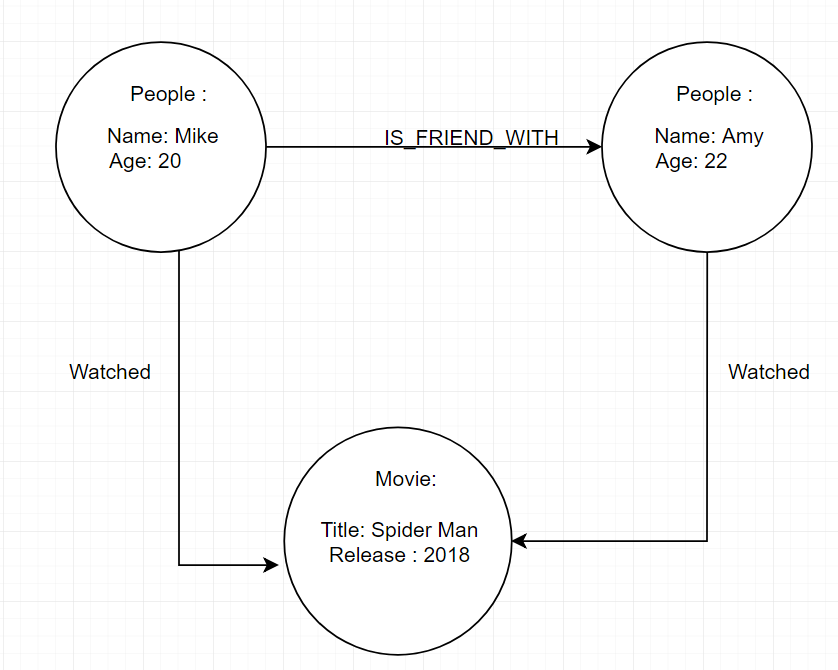 People :
Name: Mike
Age: 20
IS_FRIEND_WITH
People :
Name: Amy
Age: 22
Watched
Watched
Movie:
Title: Spider Man
Release : 2018